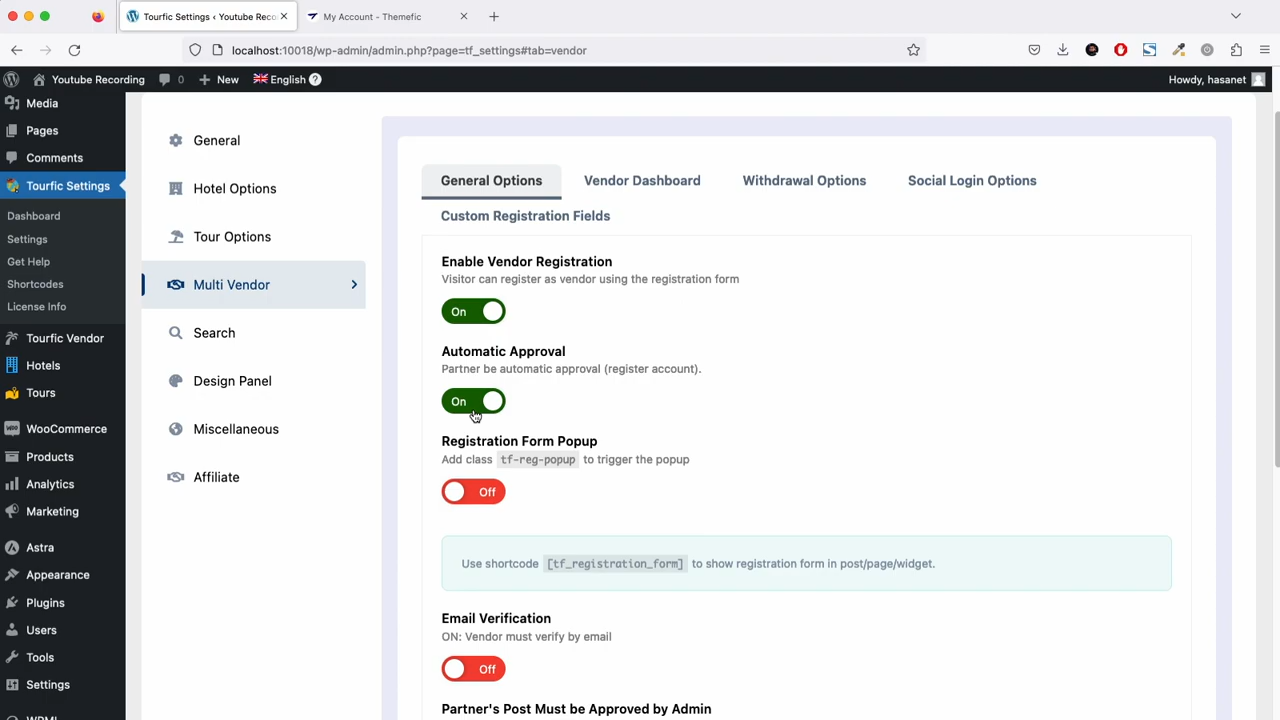 Tourfic Settings ‹ Youtube Reco
My Account - Themefic
localhost:10018/wp-admin/admin.php?page=tf_settings#tab=vendor
Youtube Recording
0
New
English
Howdy, hasanet
Media
Pages
Comments
Tourfic Settings
Dashboard
Settings
Get Help
Shortcodes
License Info
Tourfic Vendor
Hotels
Tours
WooCommerce
Products
Analytics
Marketing
Astra
Appearance
Plugins
Users
Tools
Settings
WPML
General
Hotel Options
Tour Options
Multi Vendor
Search
Design Panel
Miscellaneous
Affiliate
General Options
Vendor Dashboard
Withdrawal Options
Social Login Options
Custom Registration Fields
Enable Vendor Registration
Visitor can register as vendor using the registration form
On
Automatic Approval
Partner be automatic approval (register account).
On
Registration Form Popup
Add class tf-reg-popup to trigger the popup
Off
Use shortcode [tf_registration_form] to show registration form in post/page/widget.
Email Verification
ON: Vendor must verify by email
Off
Partner's Post Must be Approved by Admin